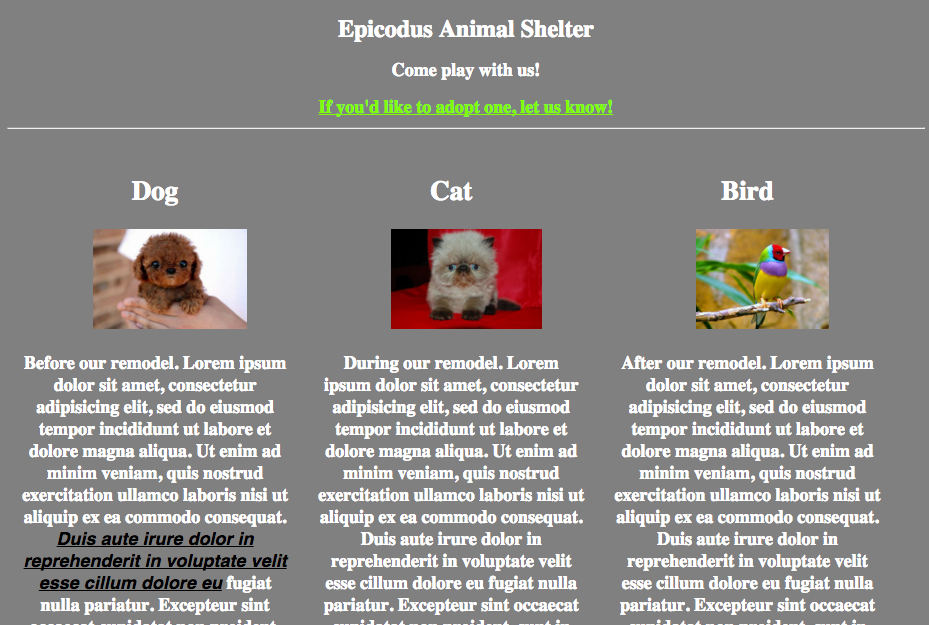 Epicodus Animal Shelter
Come play with us!
If you'd like to adopt one, let us know!
Dog
Cat
Bird
Before our remodel. Lorem ipsum
dolor sit amet, consectetur
adipisicing elit, sed do eiusmod
tempor incididunt ut labore et
dolore magna aliqua. Ut enim ad
minim veniam, quis nostrud
exercitation ullamco laboris nisi ut
aliquip ex ea commodo consequat.
Duis aute irure dolor in
reprehenderit in voluptate velit
esse cillum dolore eu fugiat
nulla pariatur. Excepteur sint
During our remodel. Lorem
ipsum dolor sit amet, consectetur
adipisicing elit, sed do eiusmod
tempor incididunt ut labore et
dolore magna aliqua. Ut enim ad
minim veniam, quis nostrud
exercitation ullamco laboris nisi ut
aliquip ex ea commodo consequat.
Duis aute irure dolor in
reprehenderit in voluptate velit
esse cillum dolore eu fugiat nulla
pariatur. Excepteur sint occaecat
After our remodel. Lorem ipsum
dolor sit amet, consectetur
adipisicing elit, sed do eiusmod
tempor incididunt ut labore et
dolore magna aliqua. Ut enim ad
minim veniam, quis nostrud
exercitation ullamco laboris nisi ut
aliquip ex ea commodo consequat.
Duis aute irure dolor in
reprehenderit in voluptate velit
esse cillum dolore eu fugiat nulla
pariatur. Excepteur sint occaecat